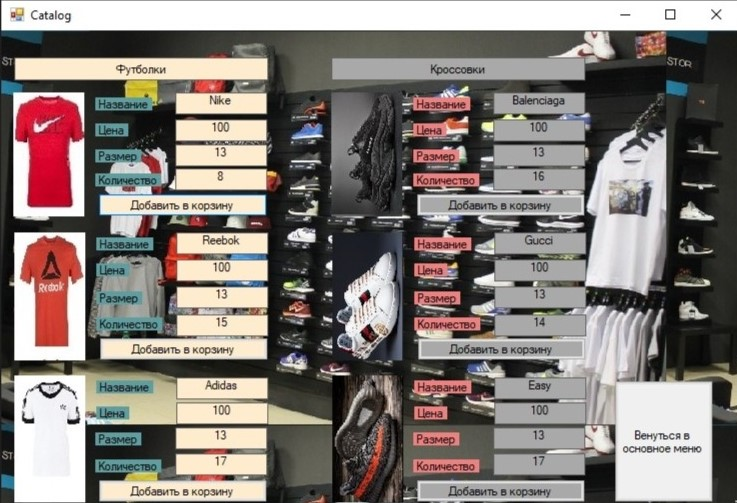 Catalog
Футболки
Название Nike
Цена 100
Размер 13
Количество 8
Добавить в корзину
Reebok
Название Reebok
Цена 100
Размер 13
Количество 15
Добавить в корзину
Название Adidas
Цена 100
Размер 13
Количество 17
Добавить в корзину
Кроссовки
Название Balenciaga
Цена 100
Размер 13
Количество 16
Добавить в корзину
Название Gucci
Цена 100
Размер 13
Количество 14
Добавить в корзину
Название Easy
Цена 100
Размер 13
Количество 17
Добавить в корзину
Венуться в
основное меню
STOR